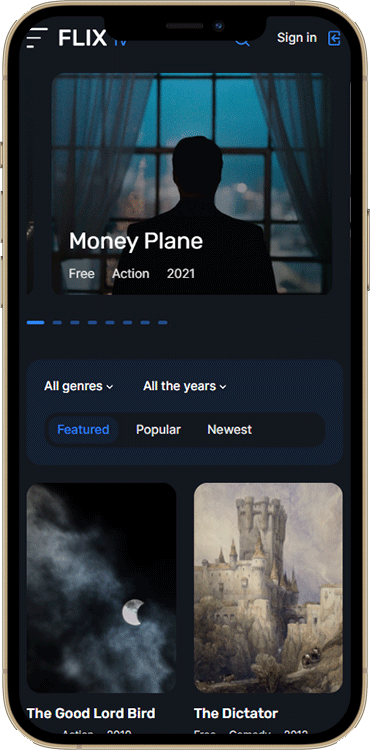 FLIX TV Sign in
Money Plane
Free Action 2021
All genres All the years
Featured Popular Newest
The Good Lord Bird The Dictator
Action 2019 Free Comedy 2012